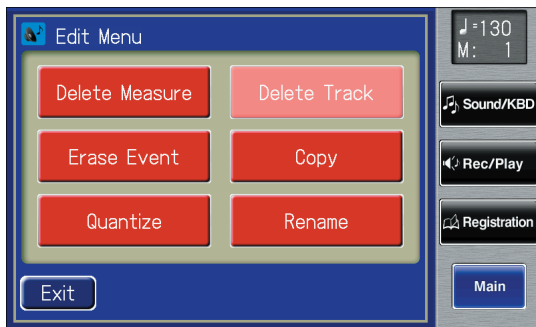 Edit Menu
♩=130
M: 1
Delete Measure
Delete Track
Sound/KBD
Erase Event
Copy
Rec/Play
Quantize
Rename
Registration
Exit
Main